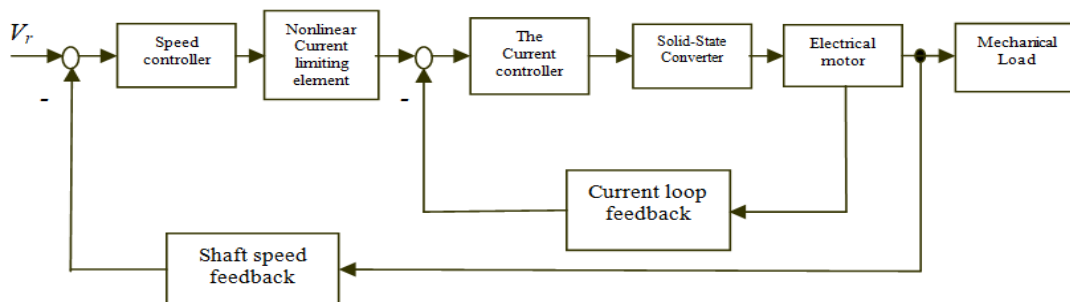 V_r
Speed
controller
Nonlinear
Current
limiting
element
The
Current
controller
Solid-State
Converter
Electrical
motor
Mechanical
Load
-
-
Current loop
feedback
Shaft speed
feedback